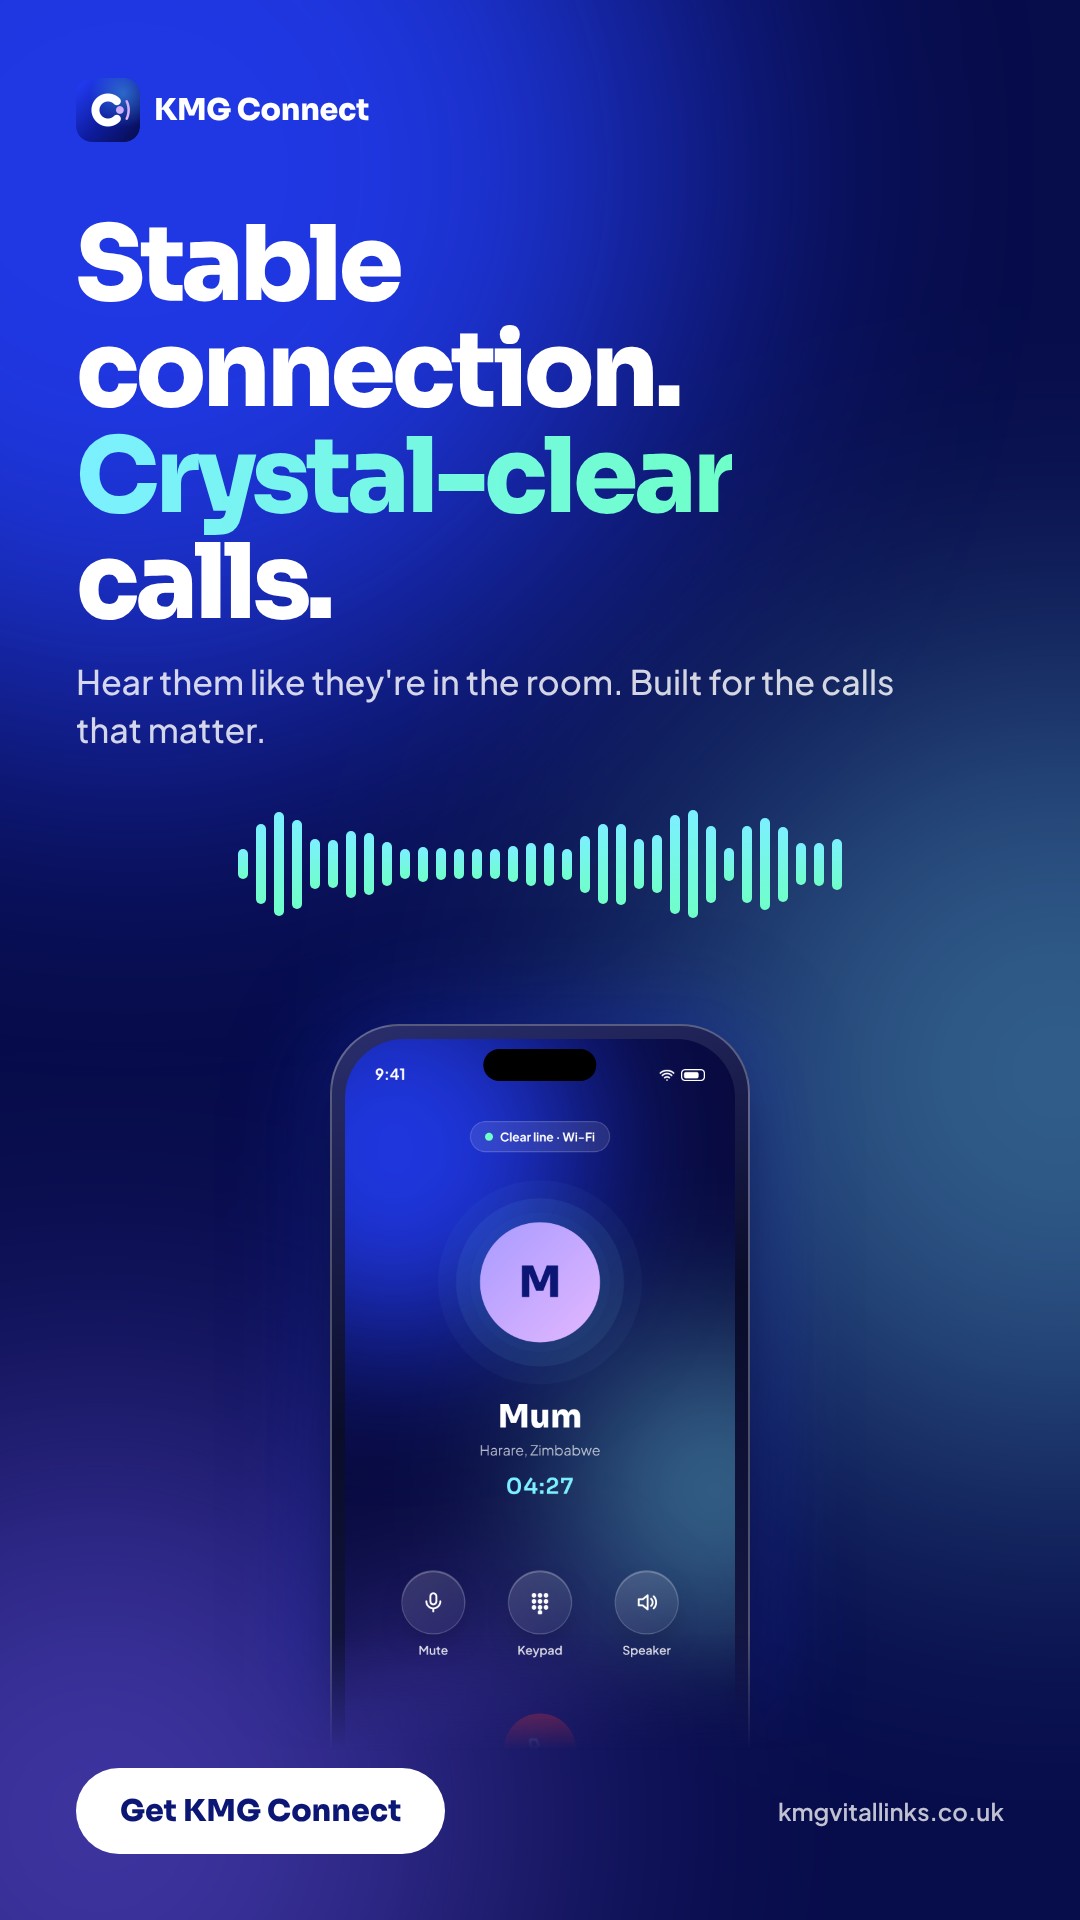 KMG Connect
Stable
connection.
Crystal-clear
calls.
Hear them like they're in the room. Built for the calls
that matter.
9:41
Clear line · Wi-Fi
M
Mum
Harare, Zimbabwe
04:27
Mute Keypad Speaker
Get KMG Connect
kmgvitallinks.co.uk